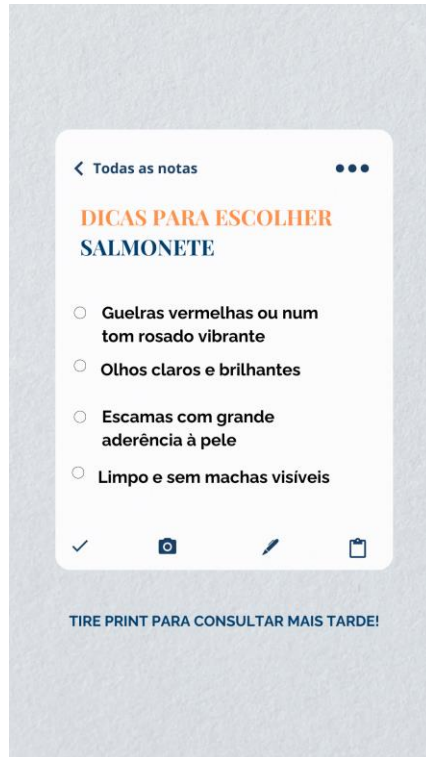 Todas as notas
DICAS PARA ESCOLHER
SALMONETE
Guelras vermelhas ou num
tom rosado vibrante
Olhos claros e brilhantes
Escamas com grande
aderência à pele
Limpo e sem machas visíveis
TIRE PRINT PARA CONSULTAR MAIS TARDE!